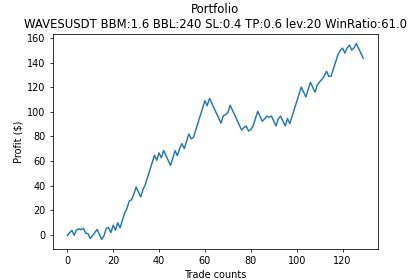 Portfolio
WAVESUSDT BBM:1.6 BBL:240 SL:0.4 TP:0.6 lev:20 WinRatio:61.0
160
140
120
100
80
60
40
20
0
Profit ($)
0 20 40 60 80 100 120
Trade counts